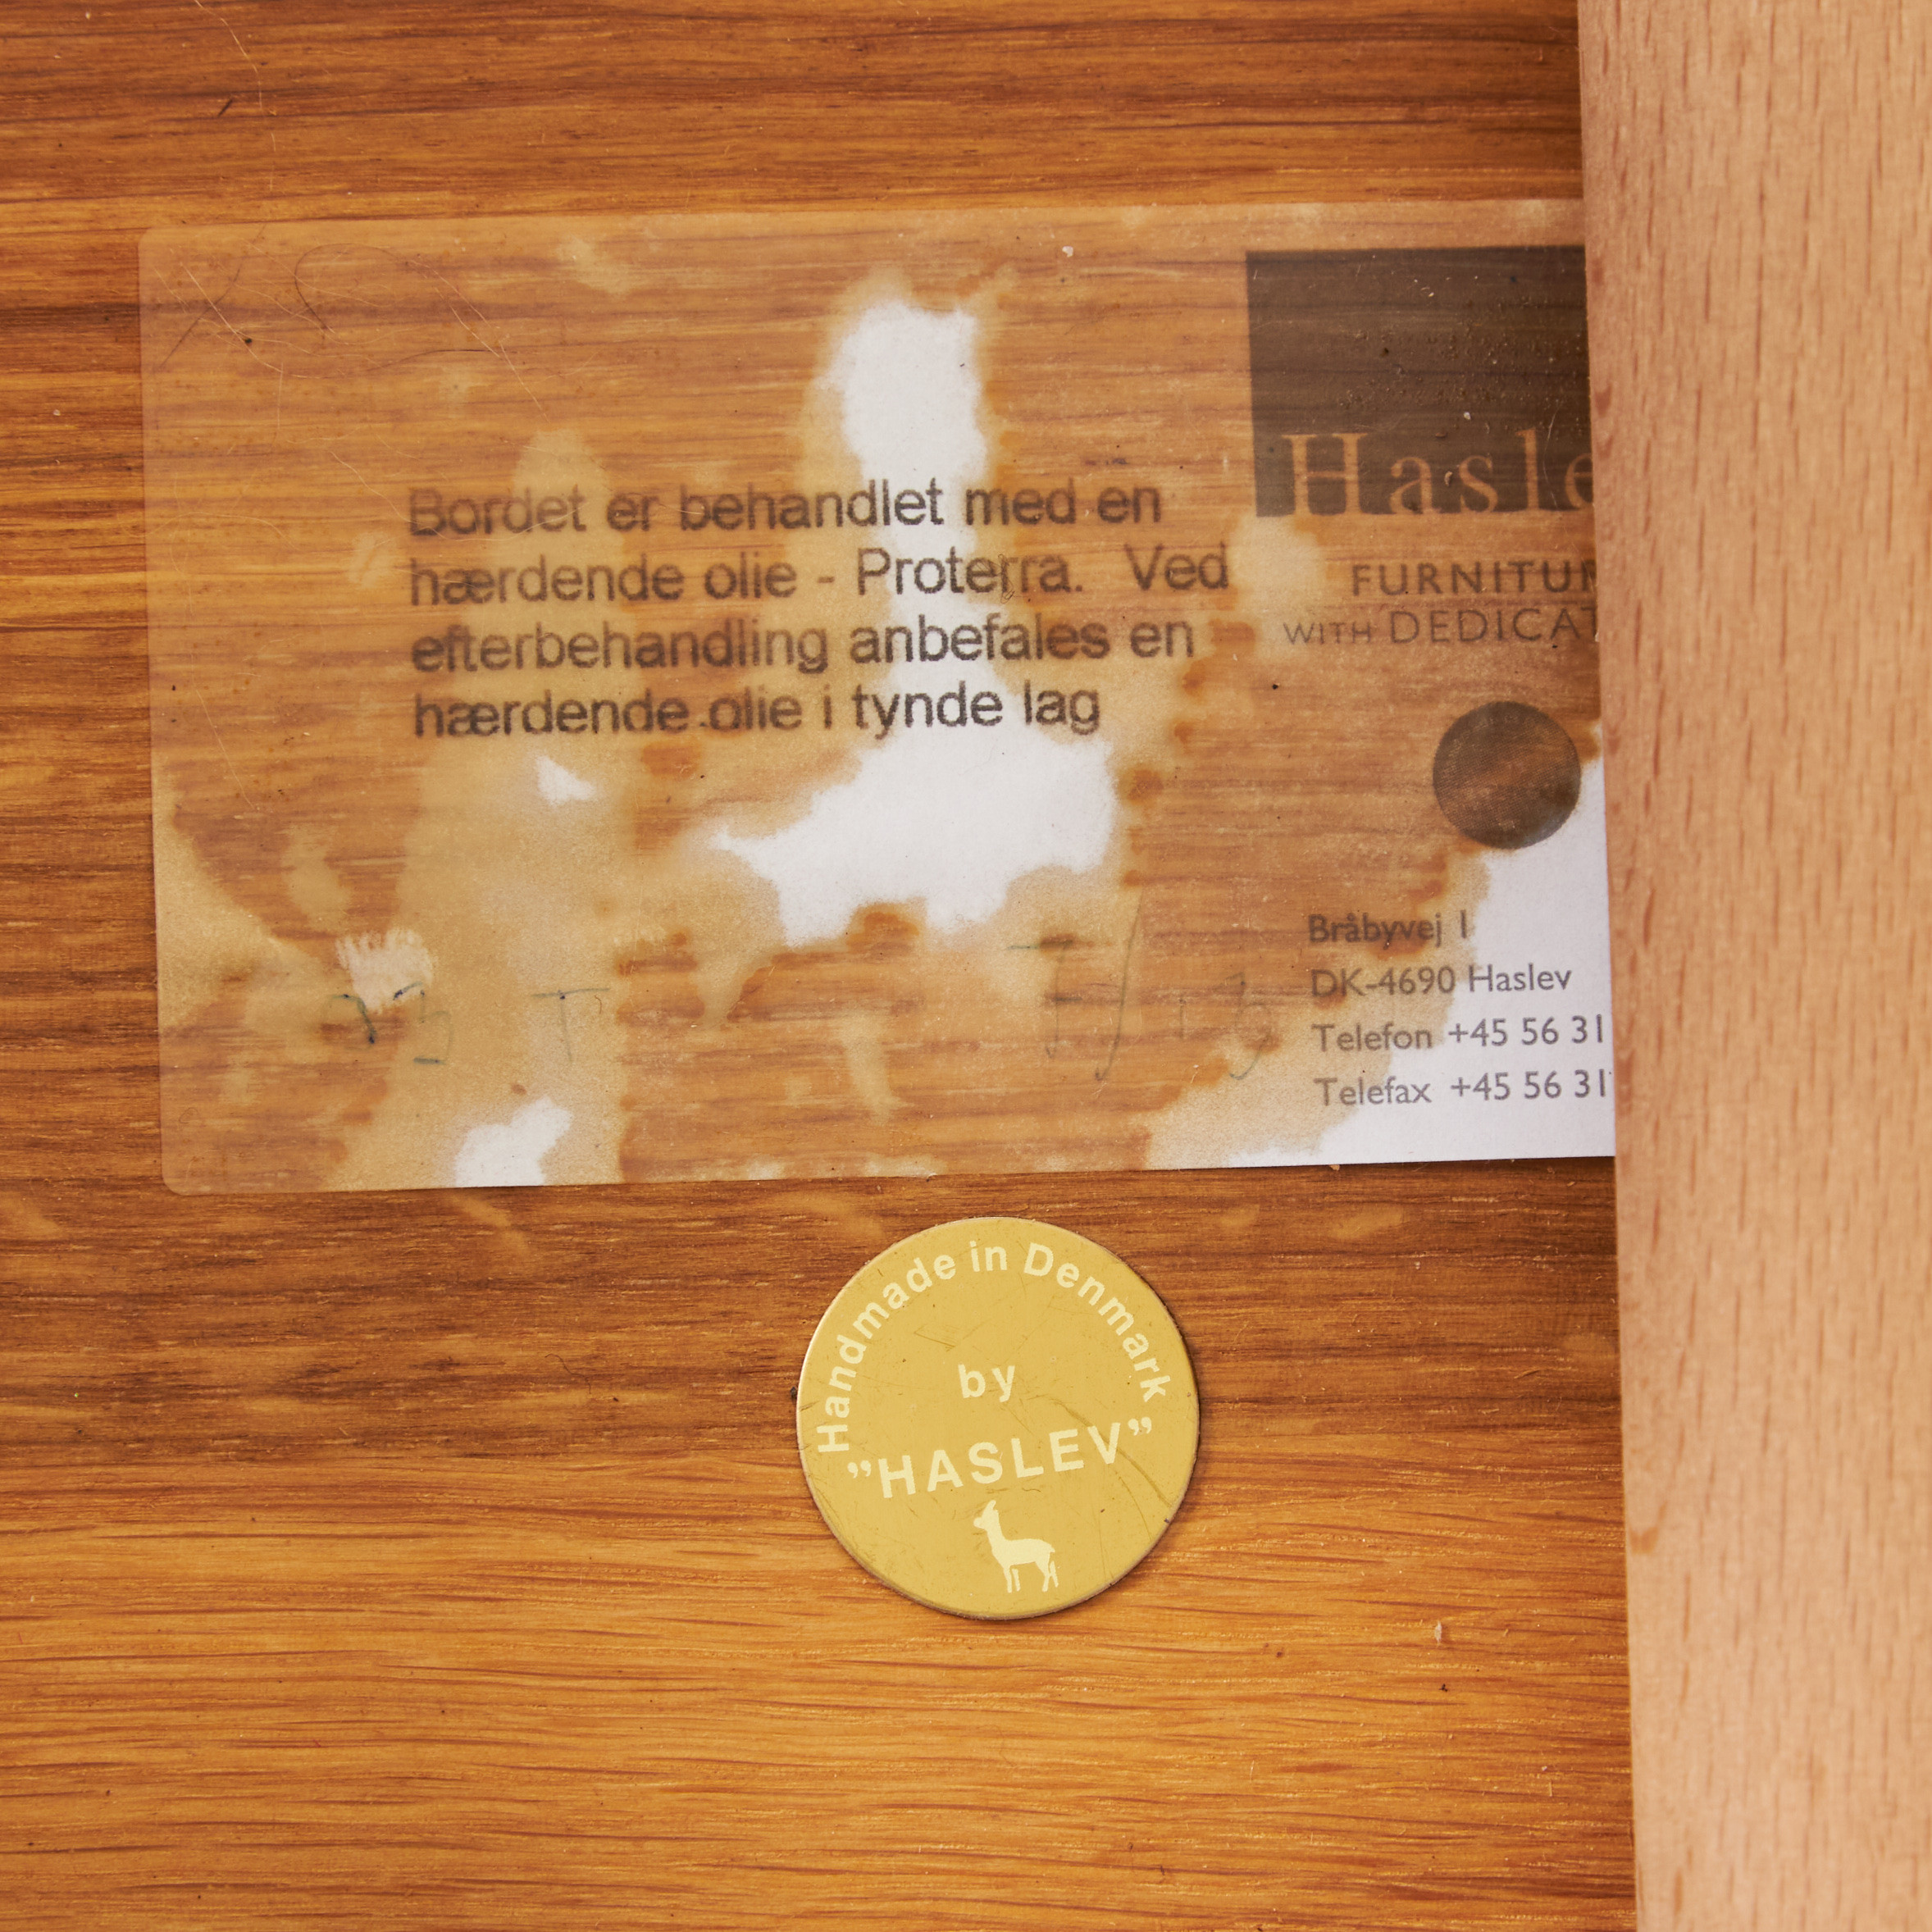 Bordet er behandlet med en
hærdende olie - Proterra. Ved
efterbehandling anbefales en
hærdende olie i tynde lag
Hasle
FURNITUR
WITH DEDICAT
Bråbyvej 1
DK-4690 Haslev
Telefon +45 56 31
Telefax +45 56 31
Handmade in Denmark
by
”HASLEV”